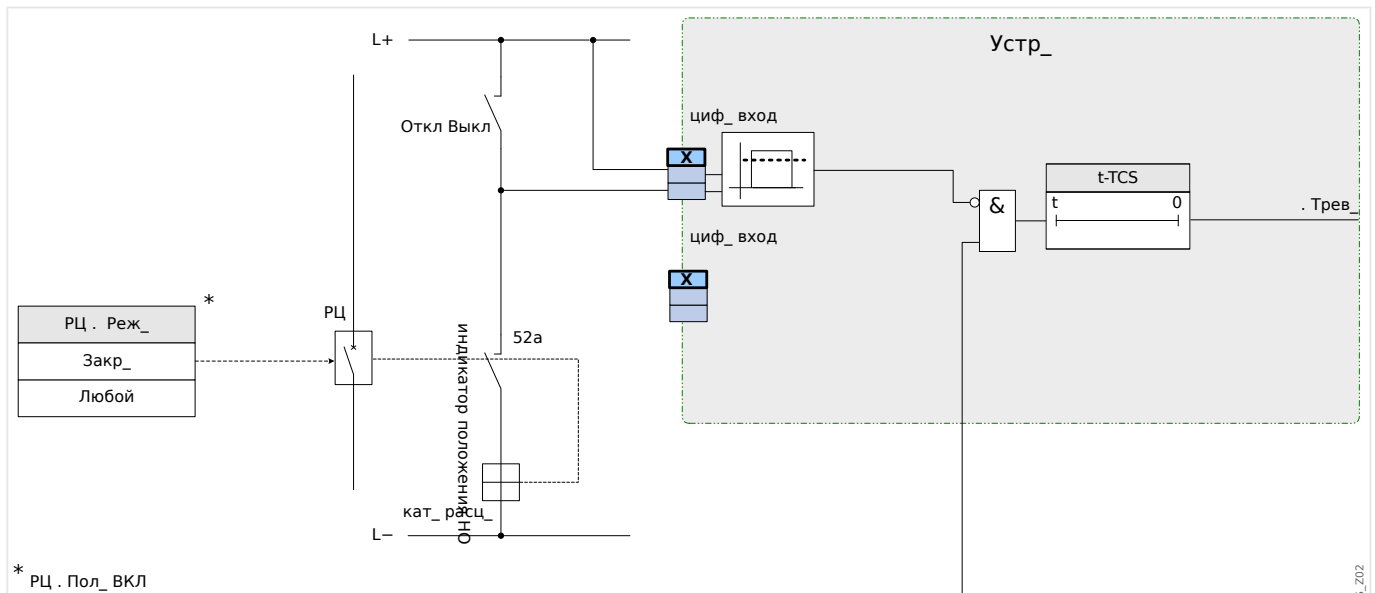 L+
Устр_
циф_ вход
Откл Выкл
X
t-TCS
t 0
&
. Трев_
циф_ вход
X
*
РЦ . Реж_
Закр_
Любой
РЦ
52a
индикатор положения НО
кат_ расц_
L−
* РЦ . Пол_ ВКЛ
_Z02